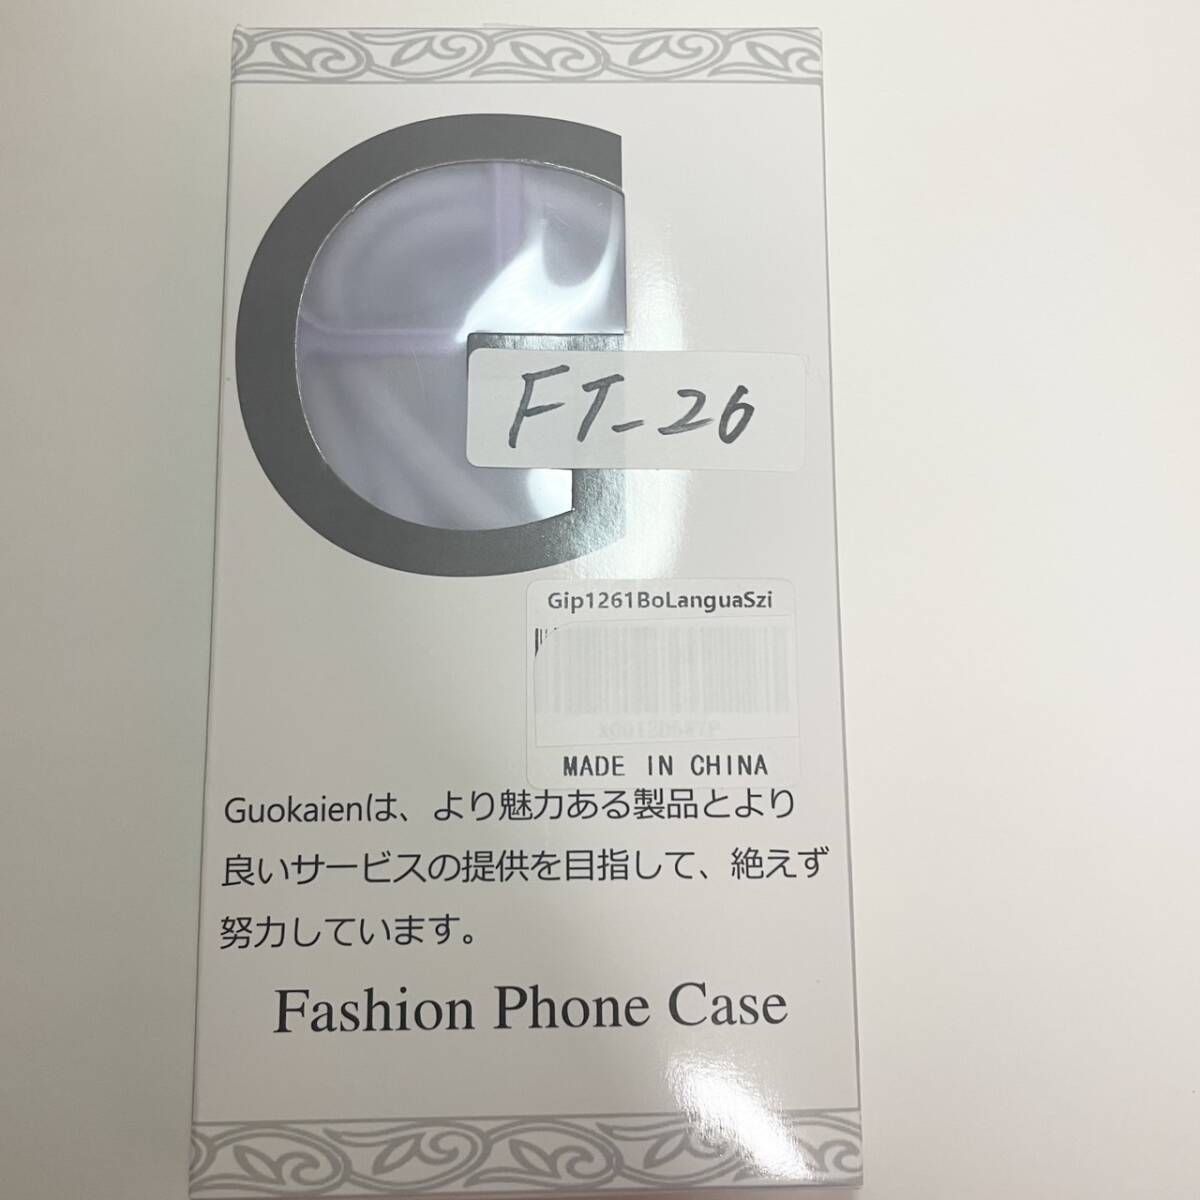 FT-26
Gip1261BoLanguaSzi
MADE IN CHINA
Guokaienは、より魅力ある製品とより
良いサービスの提供を目指して、絶えず
努力しています。
Fashion Phone Case